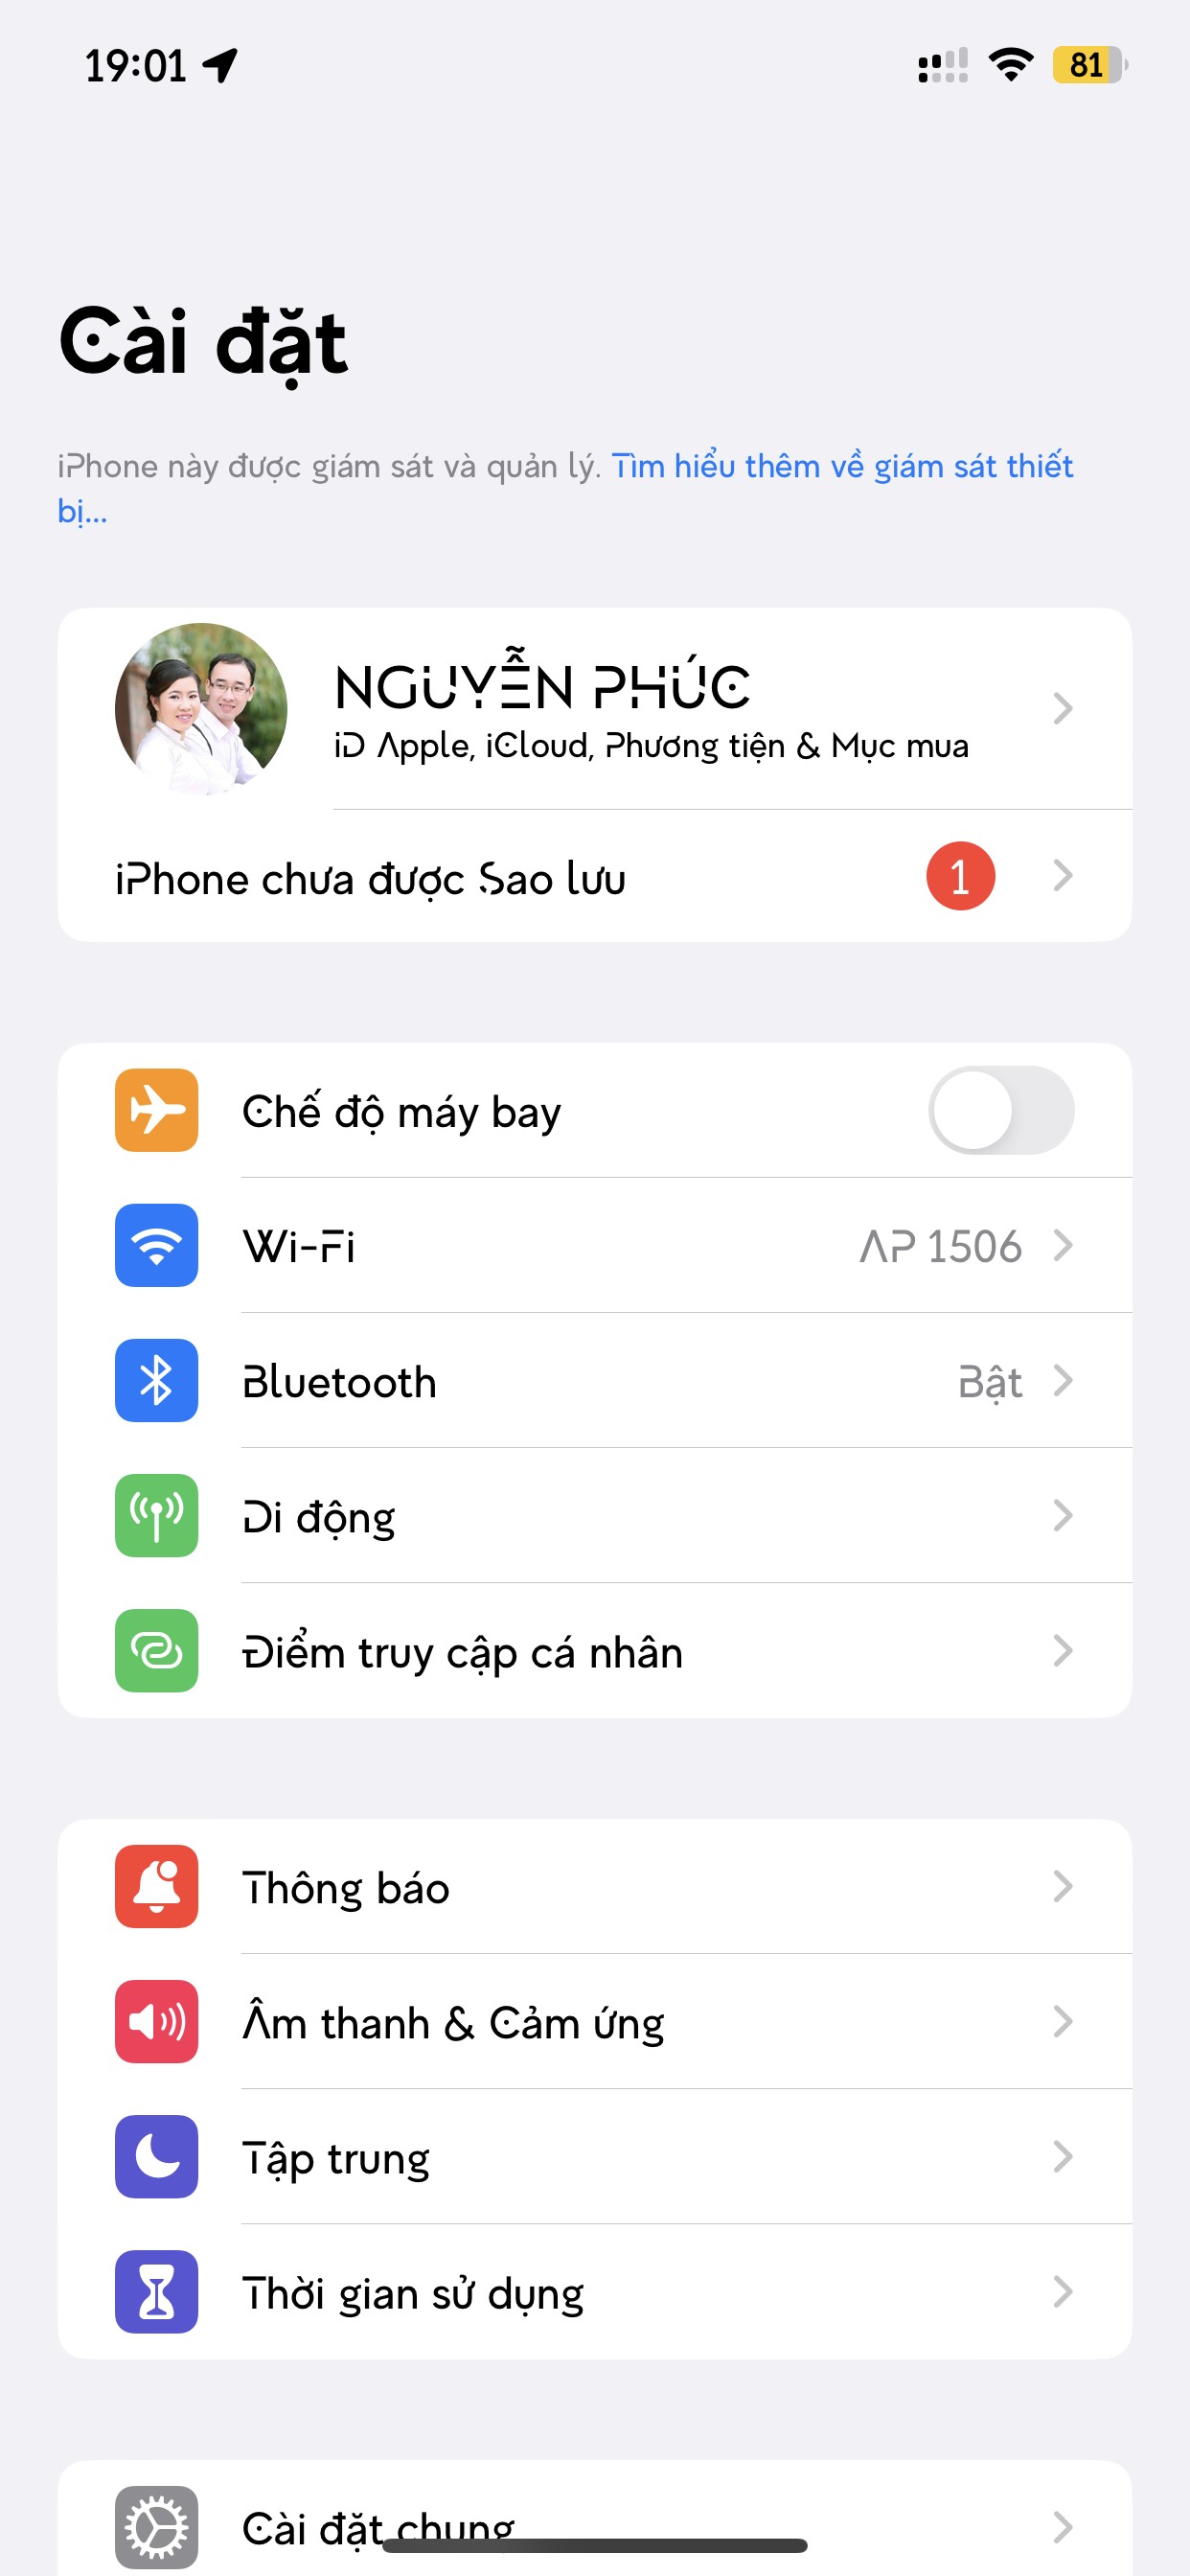 19:01
81
Cài đặt
iPhone này được giám sát và quản lý. Tìm hiểu thêm về giám sát thiết
bị...
NGUYỄN PHÚC
iD Apple, iCloud, Phương tiện & Mục mua
iPhone chưa được Sao lưu 1
Chế độ máy bay
Wi-Fi AP 1506
Bluetooth Bật
Di động
Điểm truy cập cá nhân
Thông báo
Âm thanh & Cảm ứng
Tập trung
Thời gian sử dụng
Cài đặt chung